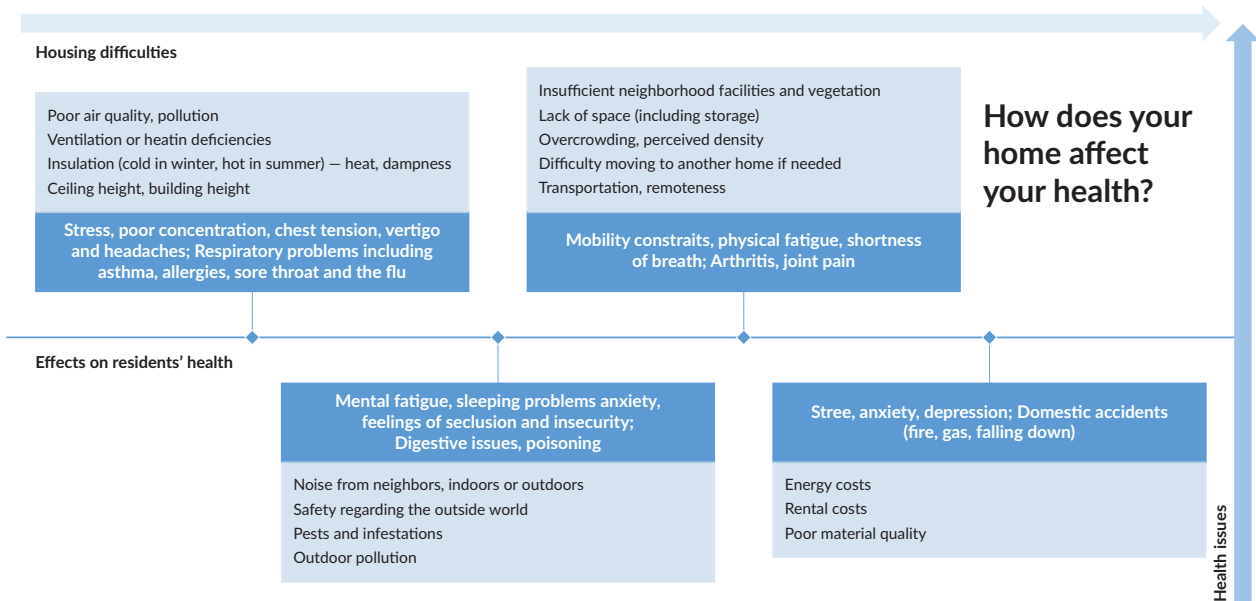 Housing difficulties
Poor air quality, pollution
Ventilation or heatin deficiencies
Insulation (cold in winter, hot in summer) — heat, dampness
Ceiling height, building height
Stress, poor concentration, chest tension, vertigo
and headaches; Respiratory problems including
asthma, allergies, sore throat and the flu
Insufficient neighborhood facilities and vegetation
Lack of space (including storage)
Overcrowding, perceived density
Difficulty moving to another home if needed
Transportation, remoteness
Mobility constraits, physical fatigue, shortness
of breath; Arthritis, joint pain
How does your
home affect
your health?
Effects on residents’ health
Mental fatigue, sleeping problems anxiety,
feelings of seclusion and insecurity;
Digestive issues, poisoning
Noise from neighbors, indoors or outdoors
Safety regarding the outside world
Pests and infestations
Outdoor pollution
Stree, anxiety, depression; Domestic accidents
(fire, gas, falling down)
Energy costs
Rental costs
Poor material quality
Health issues